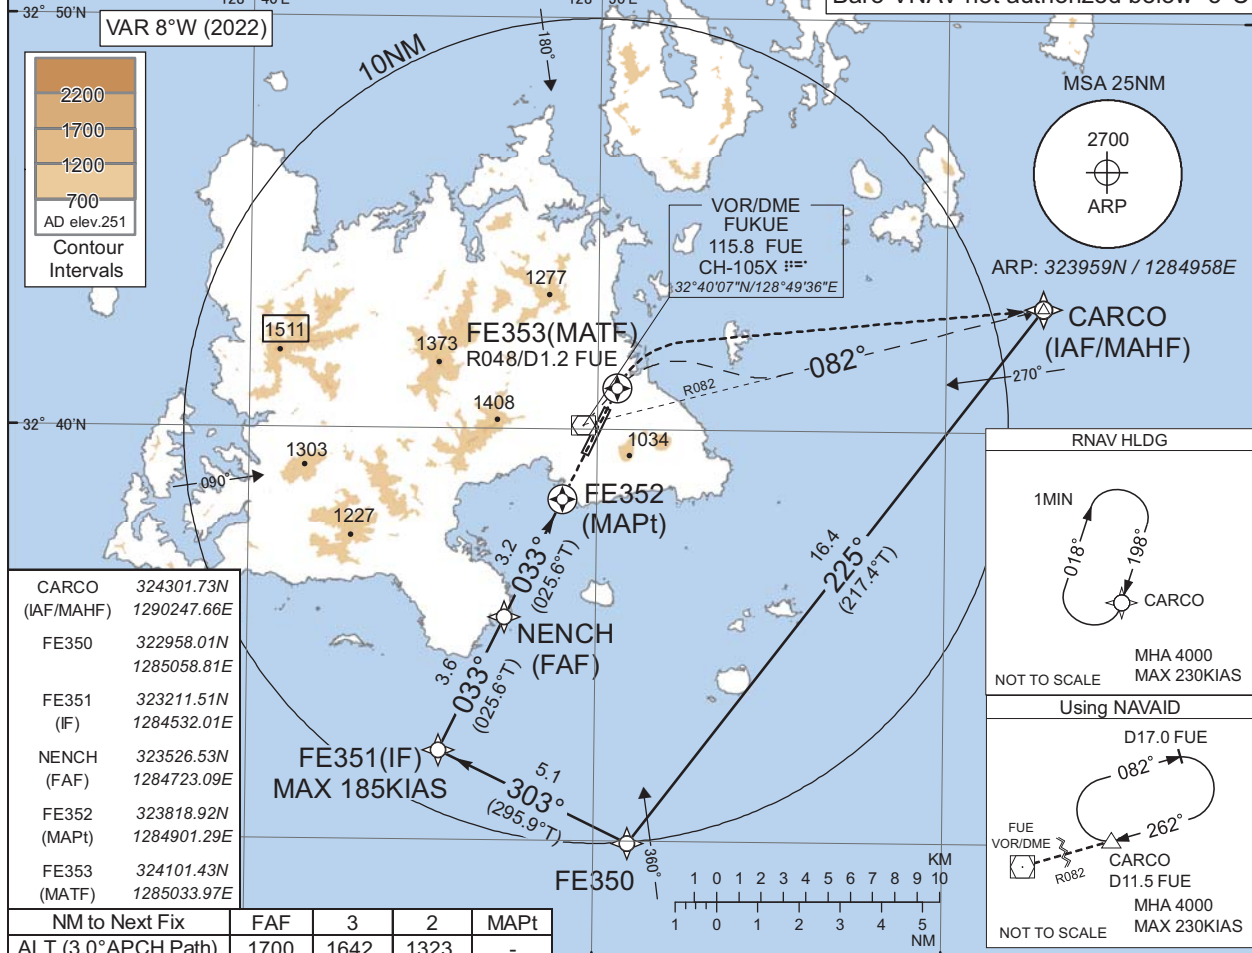 32° 50'N
VAR 8°W (2022)
180°
10NM
2200
1700
1200
700
AD elev.251
Contour
Intervals
MSA 25NM
2700
ARP
ARP: 323959N / 1284958E
VOR/DME
FUKUE
115.8 FUE
CH-105X
32°40'07"N/128°49'36"E
1277
1511
1373
FE353(MATF)
R048/D1.2 FUE
CARCO
(IAF/MAHF)
082°
R082
270°
1408
32° 40'N
1303
1034
090°
1227
FE352
(MAPt)
3.2
033°
(025.6°T)
16.4
225°
(217.4°T)
NENCH
(FAF)
3.6
033°
(025.6°T)
FE351(IF)
MAX 185KIAS
5.1
303°
(295.9°T)
360°
FE350
RNAV HLDG
1MIN
018°
198°
CARCO
MHA 4000
NOT TO SCALE
MAX 230KIAS
Using NAVAID
D17.0 FUE
082°
262°
FUE
VOR/DME
R082
CARCO
D11.5 FUE
MHA 4000
NOT TO SCALE
MAX 230KIAS
CARCO 324301.73N
(IAF/MAHF) 1290247.66E
FE350 322958.01N
1285058.81E
FE351 323211.51N
(IF) 1284532.01E
NENCH 323526.53N
(FAF) 1284723.09E
FE352 323818.92N
(MAPt) 1284901.29E
FE353 324101.43N
(MATF) 1285033.97E
KM
1 0 1 2 3 4 5 6 7 8 9 10
1 0 1 2 3 4 5
NM
NM to Next Fix FAF 3 2 MAPt
ALT (3.0°APCH Path) 1700 1642 1323 -